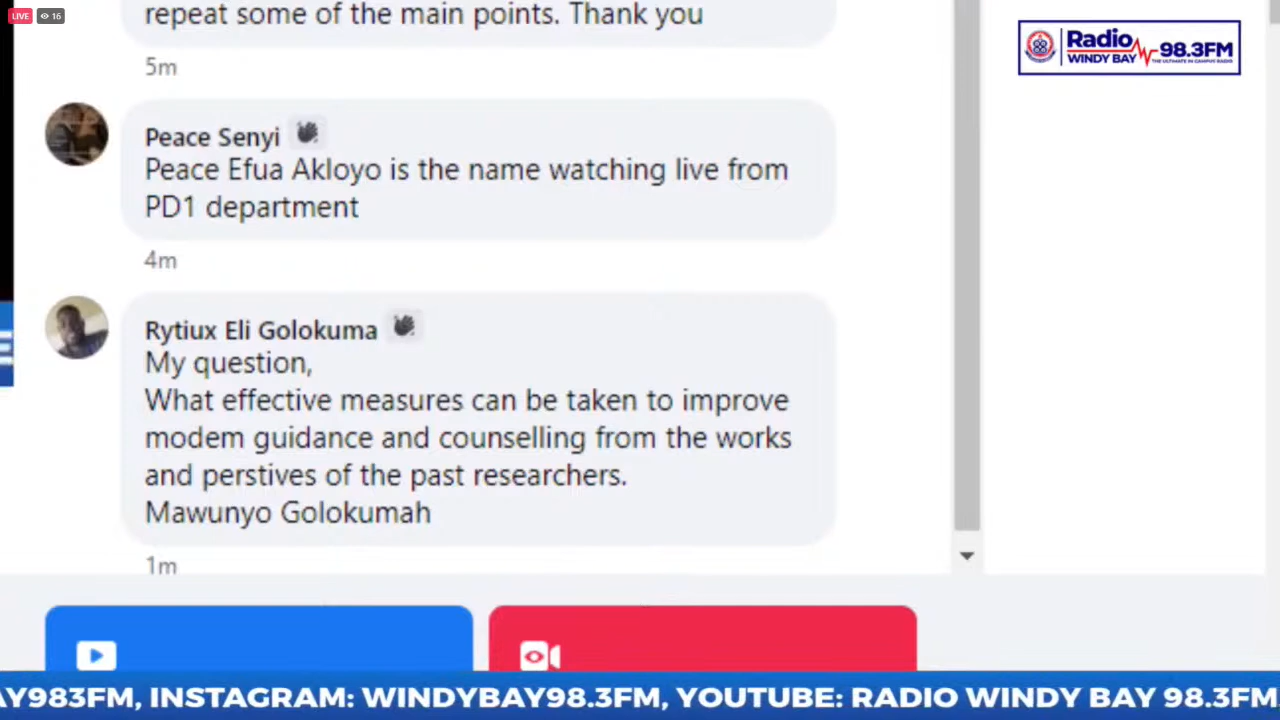 LIVE 16
repeat some of the main points. Thank you
5m
Radio
WINDY BAY 98.3FM
THE ULTIMATE IN CAMPUS RADIO
Peace Senyi
Peace Efua Akloyo is the name watching live from
PD1 department
4m
Rytiux Eli Golokuma
My question,
What effective measures can be taken to improve
modem guidance and counselling from the works
and perstives of the past researchers.
Mawunyo Golokumah
1m
E
AY983FM, INSTAGRAM: WINDYBAY98.3FM, YOUTUBE: RADIO WINDY BAY 98.3FM,